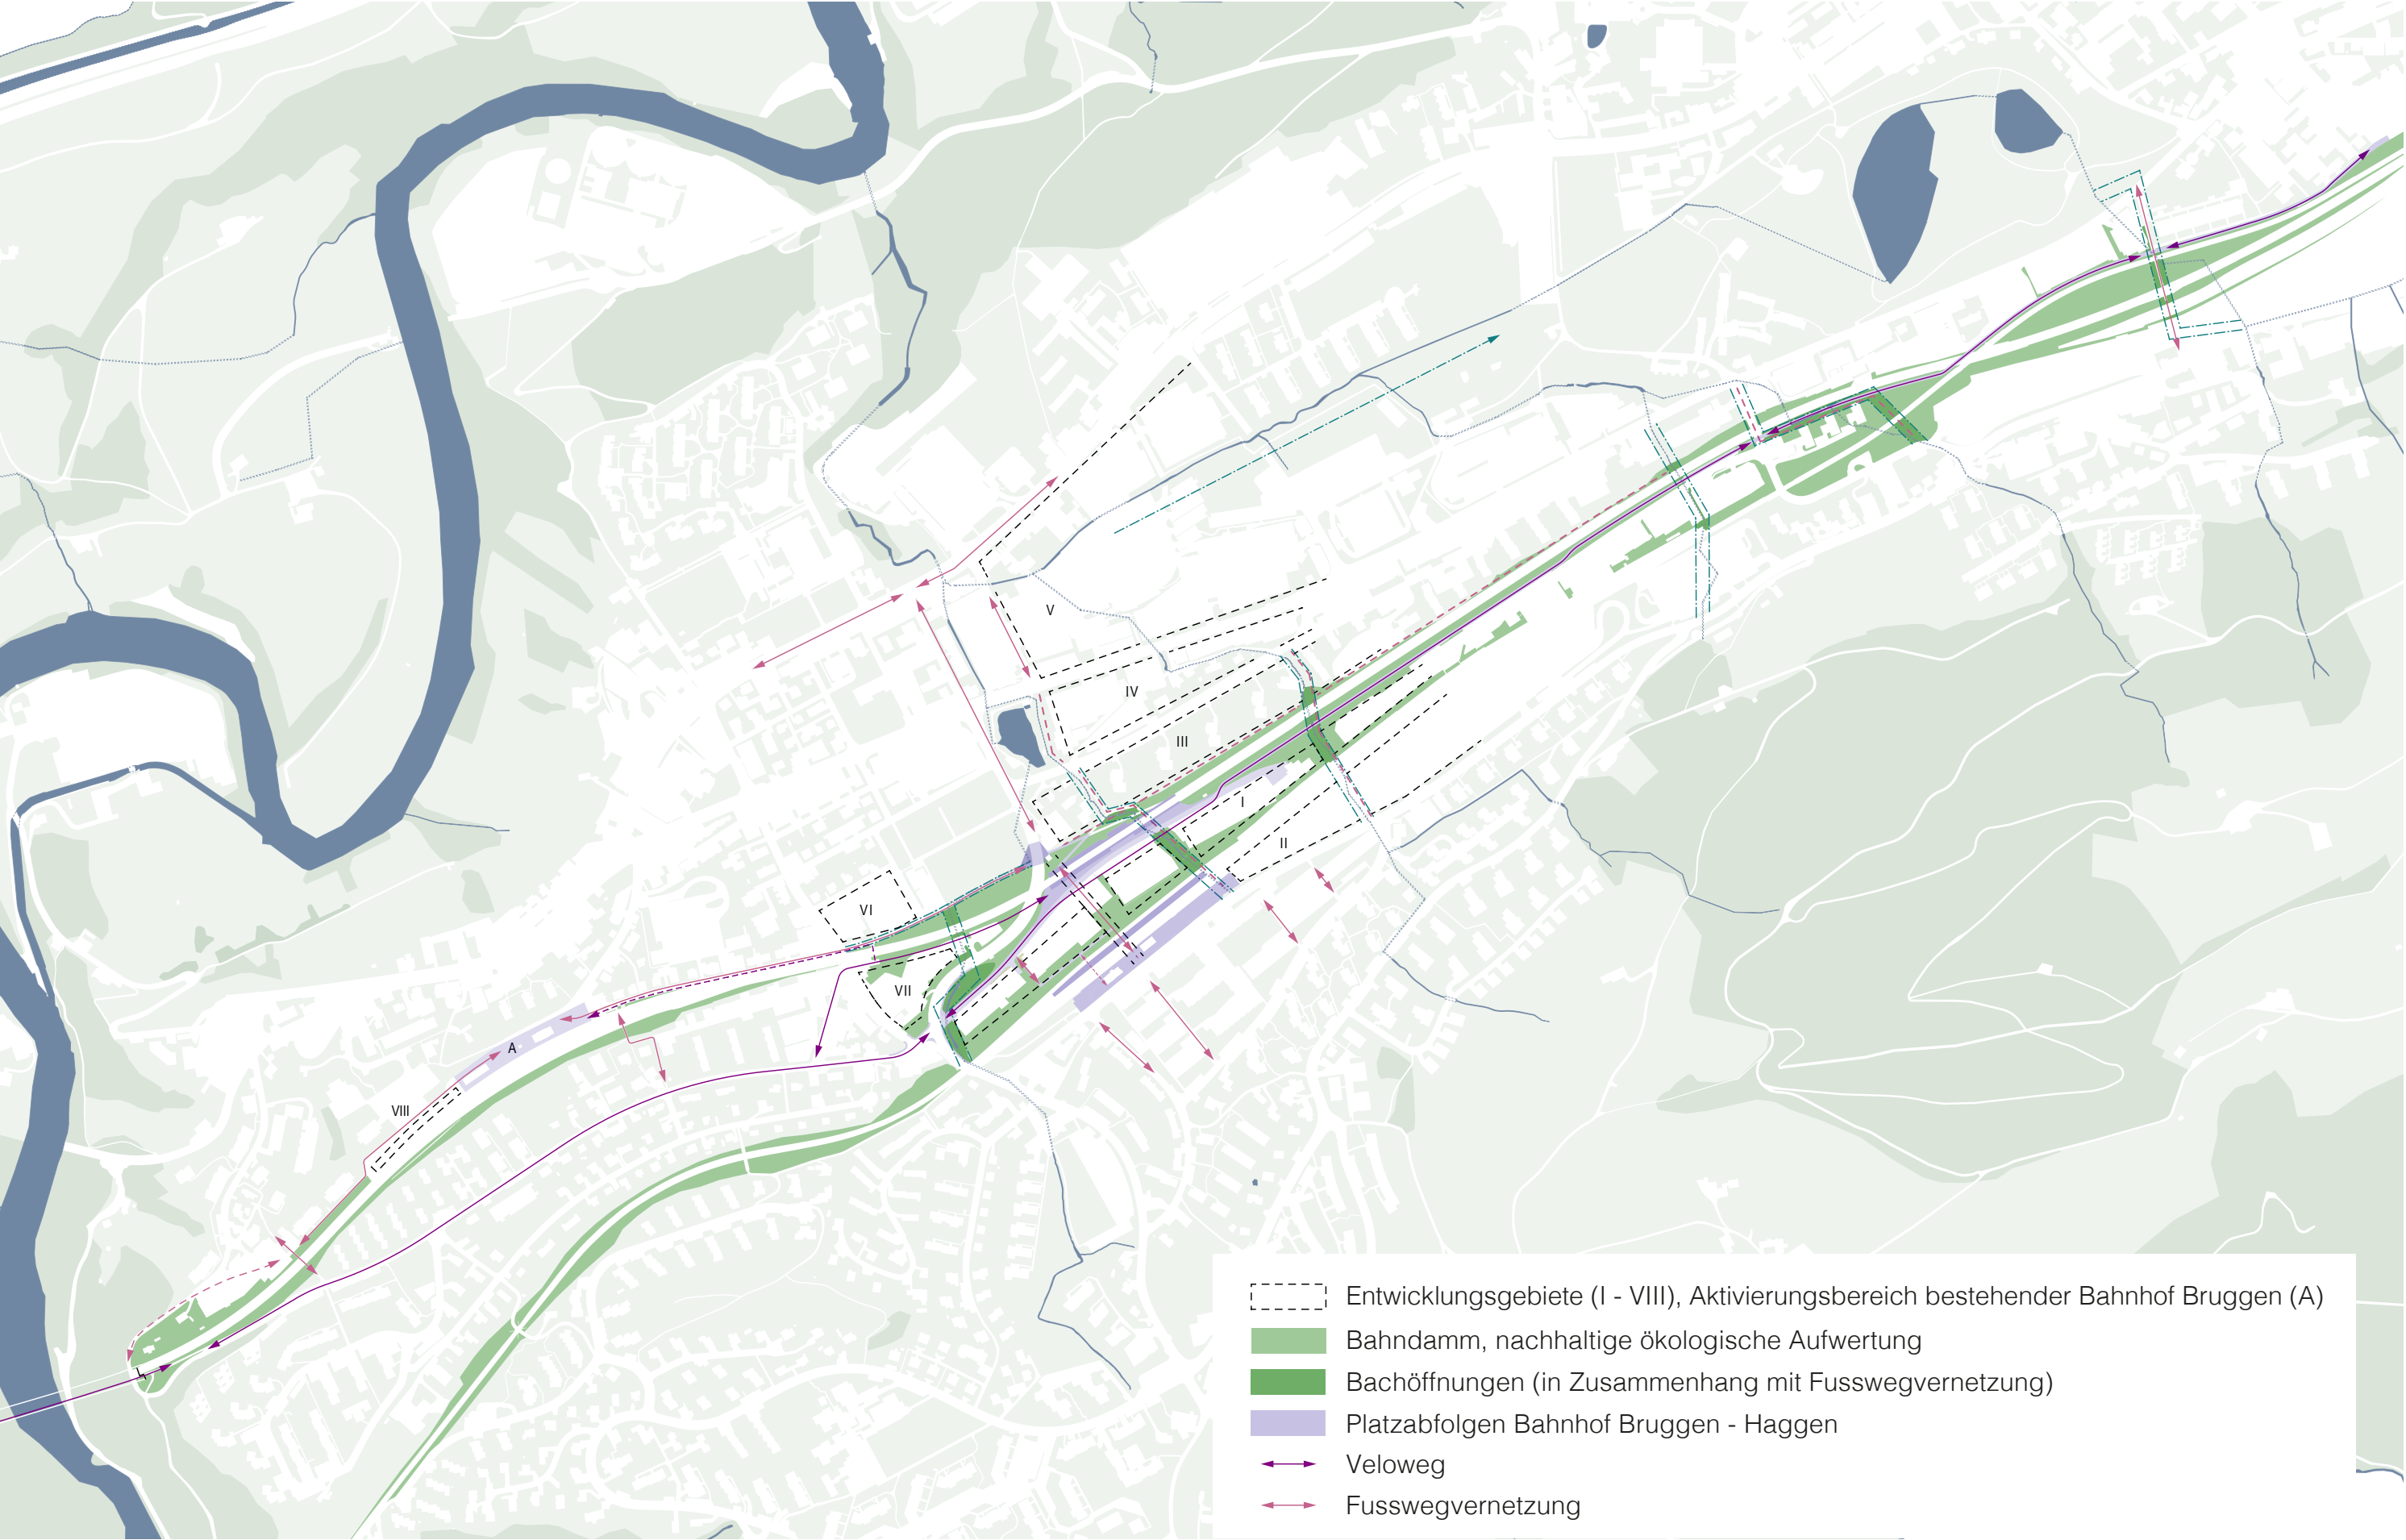 V
IV
III
I
II
VI
VII
A
VIII
Entwicklungsgebiete (I - VIII), Aktivierungsbereich bestehender Bahnhof Bruggen (A)
Bahndamm, nachhaltige ökologische Aufwertung
Bachöffnungen (in Zusammenhang mit Fusswegvernetzung)
Platzabfolgen Bahnhof Bruggen - Haggen
Veloweg
Fusswegvernetzung